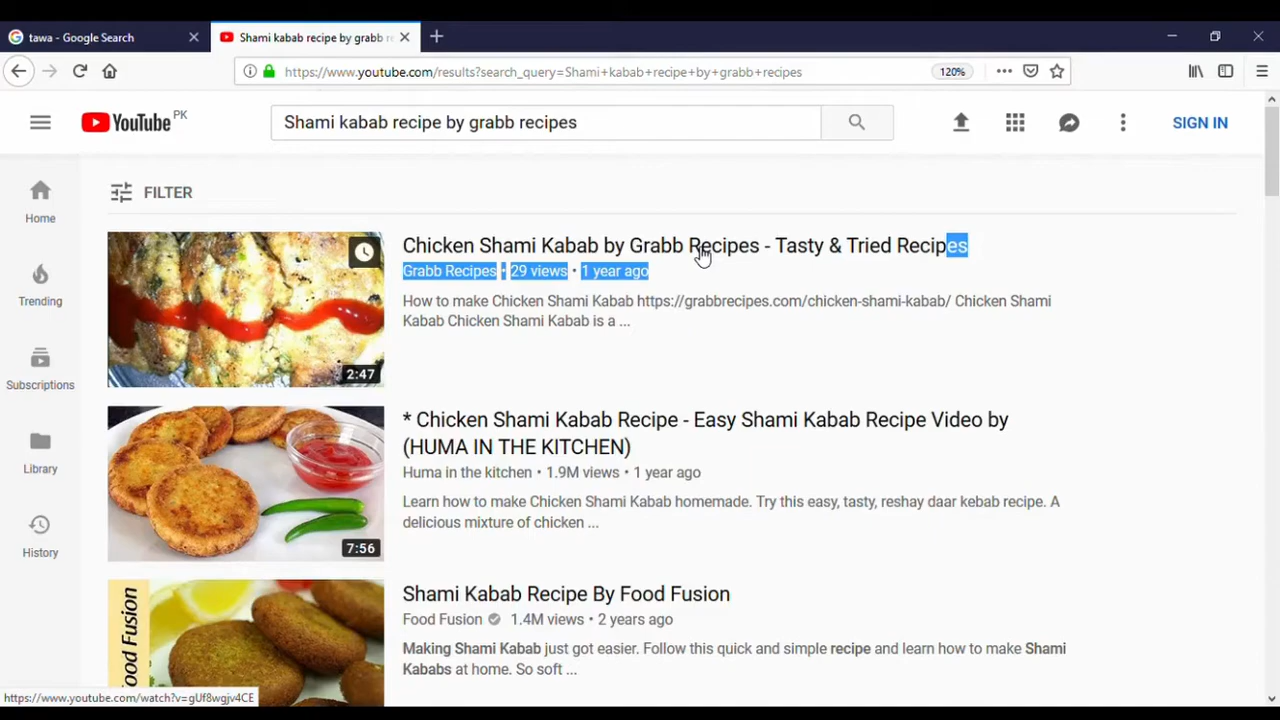 tawa - Google Search
Shami kabab recipe by grabb re
https://www.youtube.com/results?search_query=Shami+kabab+recipe+by+grabb+recipes
120%
YouTube PK
Shami kabab recipe by grabb recipes
SIGN IN
FILTER
Home
Trending
Subscriptions
Library
History
Chicken Shami Kabab by Grabb Recipes - Tasty & Tried Recipes
Grabb Recipes • 29 views • 1 year ago
How to make Chicken Shami Kabab https://grabbrecipes.com/chicken-shami-kabab/ Chicken Shami
Kabab Chicken Shami Kabab is a ...
2:47
* Chicken Shami Kabab Recipe - Easy Shami Kabab Recipe Video by
(HUMA IN THE KITCHEN)
Huma in the kitchen • 1.9M views • 1 year ago
Learn how to make Chicken Shami Kabab homemade. Try this easy, tasty, reshay daar kebab recipe. A
delicious mixture of chicken ...
7:56
Shami Kabab Recipe By Food Fusion
Food Fusion 1.4M views • 2 years ago
Making Shami Kabab just got easier. Follow this quick and simple recipe and learn how to make Shami
Kababs at home. So soft ...
ood Fusion
https://www.youtube.com/watch?v=gUf8wgjv4CE